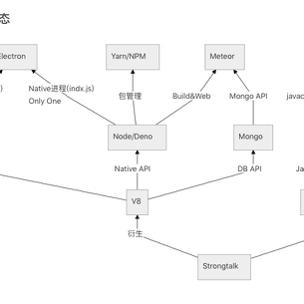 态
Electron
Yarn/NPM
Meteor
)
Native进程(indx.js)
Only One
包管理
Build&Web
Mongo API
javac
Node/Deno
Mongo
Native API
DB API
Ja
V8
衍生
Strongtalk